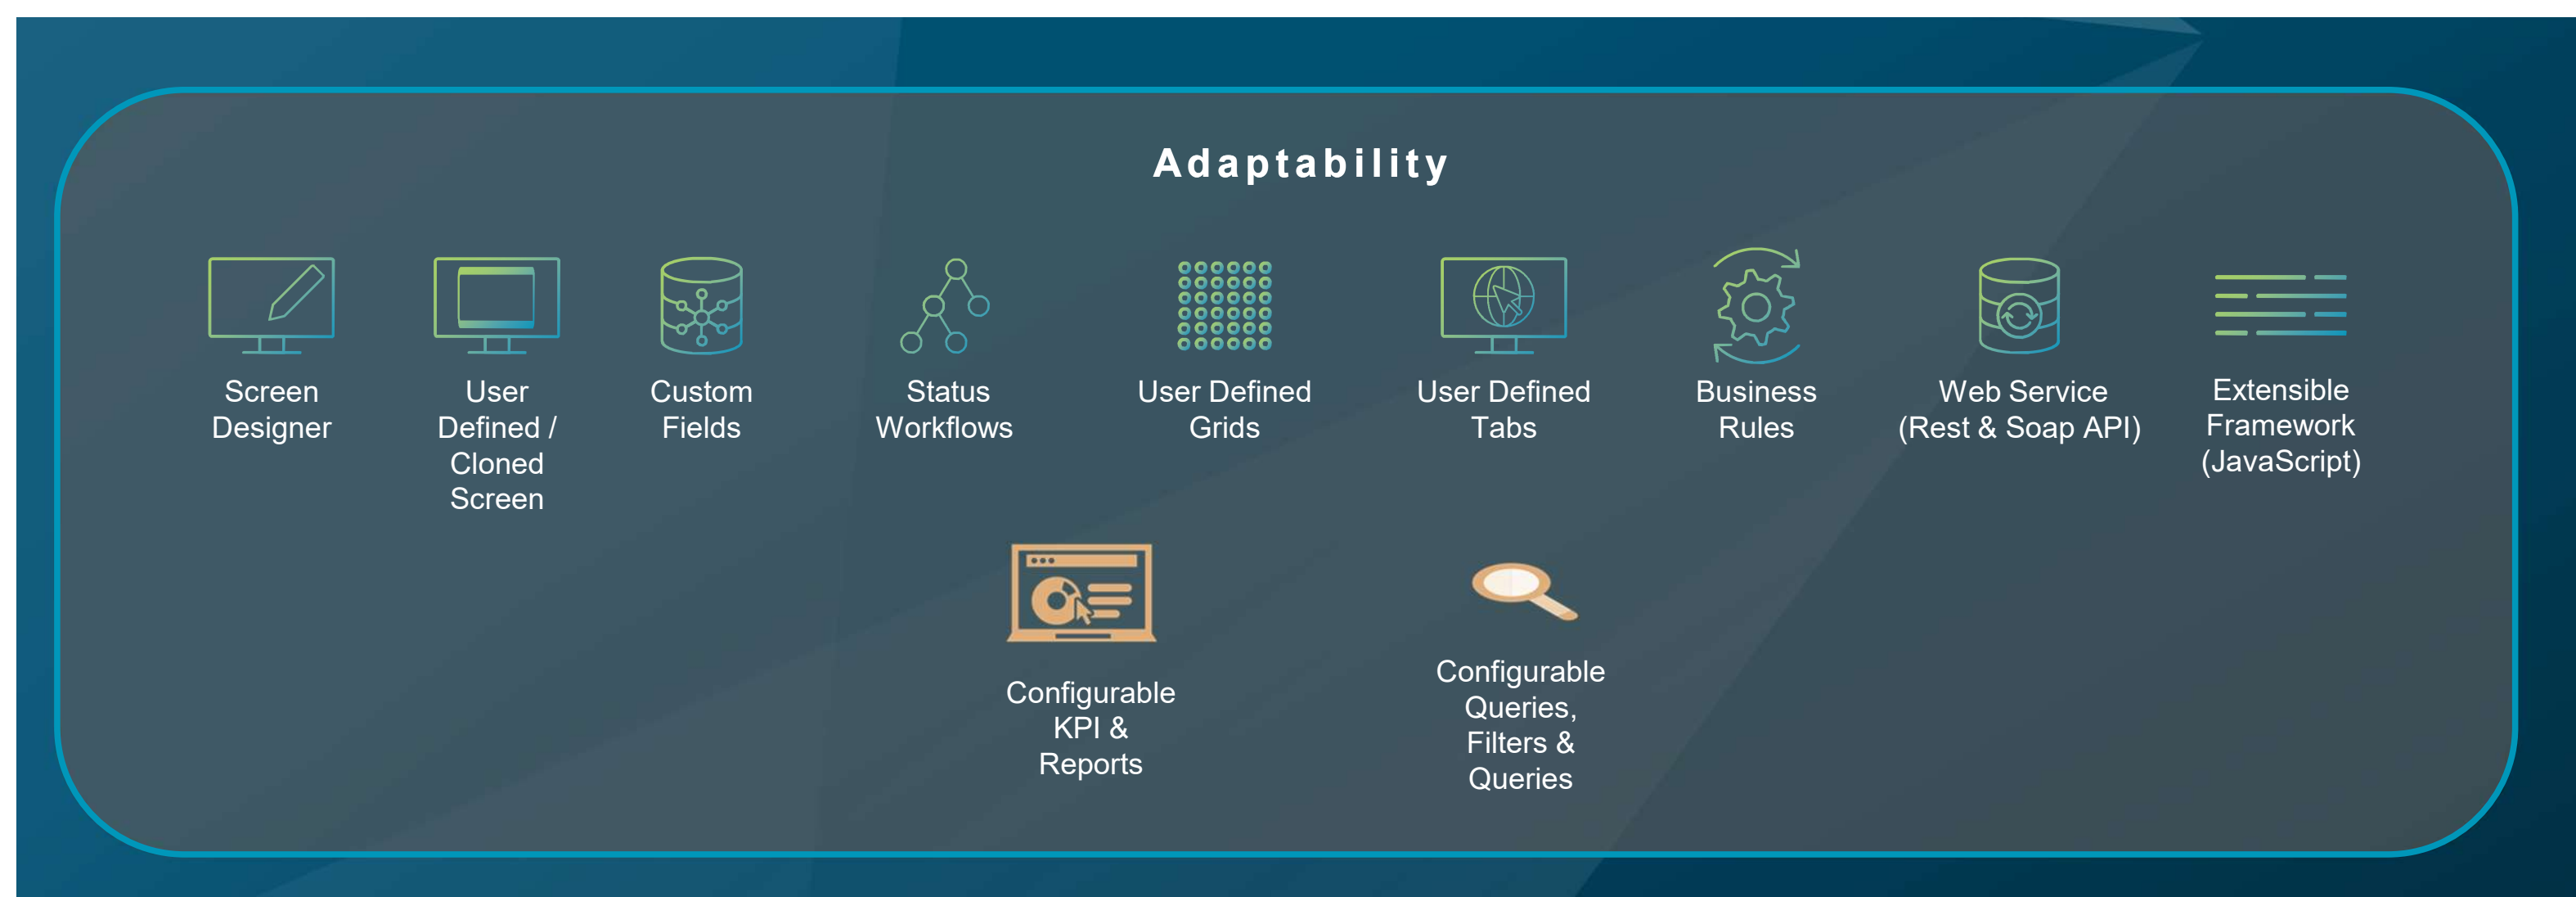 Adaptability
Screen
Designer
User
Defined /
Cloned
Screen
Custom
Fields
Status
Workflows
User Defined
Grids
User Defined
Tabs
Business
Rules
Web Service
(Rest & Soap API)
Extensible
Framework
(JavaScript)
Configurable
KPI &
Reports
Configurable
Queries,
Filters &
Queries